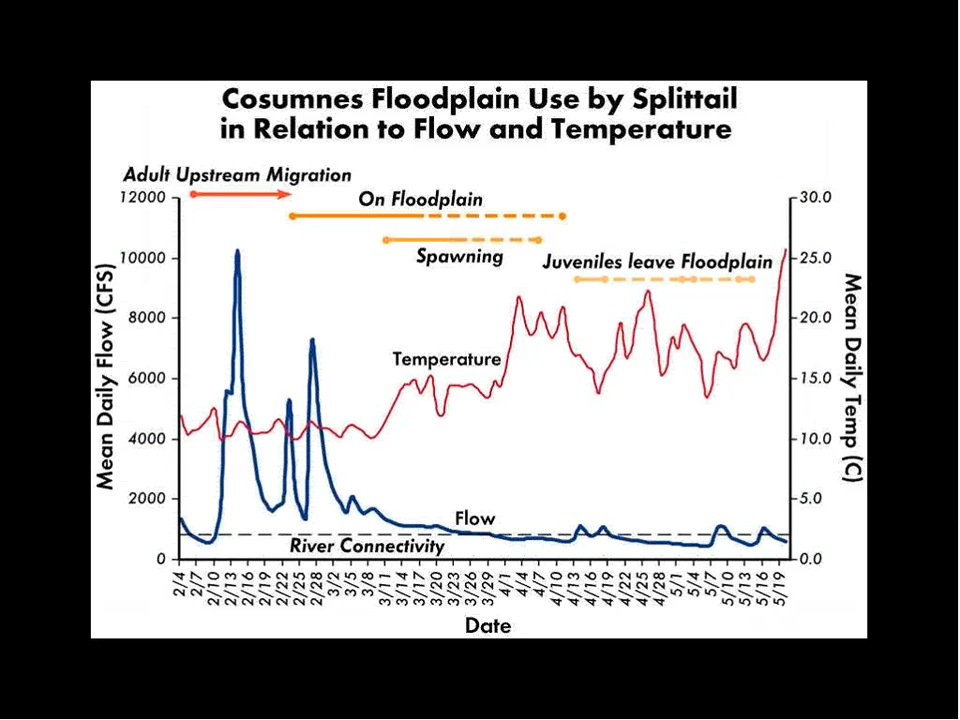 Cosumnes Floodplain Use by Splittail
in Relation to Flow and Temperature
Adult Upstream Migration
On Floodplain
Spawning
Juveniles leave Floodplain
Temperature
Flow
River Connectivity
Mean Daily Flow (CFS)
12000
10000
8000
6000
4000
2000
0
Mean Daily Temp (C)
30.0
25.0
20.0
15.0
10.0
5.0
0.0
2/4 2/7 2/10 2/13 2/16 2/19 2/22 2/25 2/28 3/2 3/5 3/8 3/11 3/14 3/17 3/20 3/23 3/26 3/29 4/1 4/4 4/7 4/10 4/13 4/16 4/19 4/22 4/25 4/28 5/1 5/4 5/7 5/10 5/13 5/16 5/19
Date